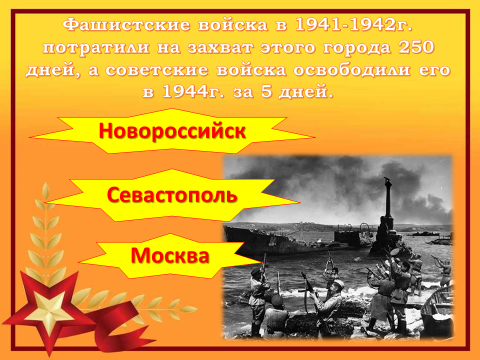 Фашистские войска в 1941-1942г.
потратили на захват этого города 250
дней, а советские войска освободили его
в 1944г. за 5 дней.
Новороссийск
Севастополь
Москва